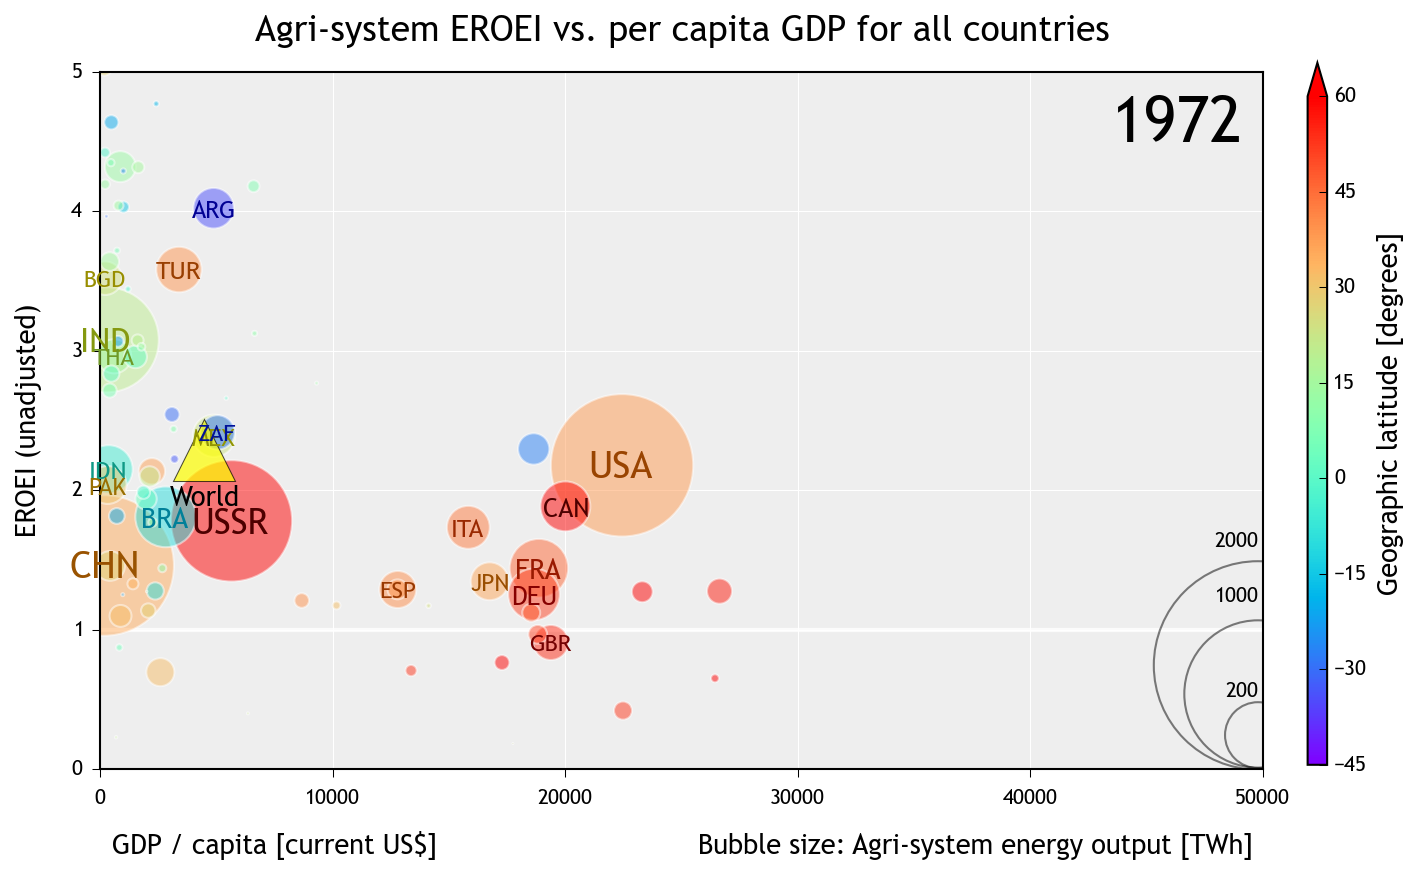 Agri-system EROEI vs. per capita GDP for all countries
1972
EROEI (unadjusted)
5
4
3
2
1
0
ARG
TUR
BGD
IND
THA
ZAF
MEX
IDN
PAK
World
BRA
USSR
CHN
USA
CAN
ITA
FRA
JPN
ESP
DEU
GBR
2000
1000
200
0
10000
20000
30000
40000
50000
GDP / capita [current US$]
Bubble size: Agri-system energy output [TWh]
60
45
30
15
0
−15
−30
−45
Geographic latitude [degrees]